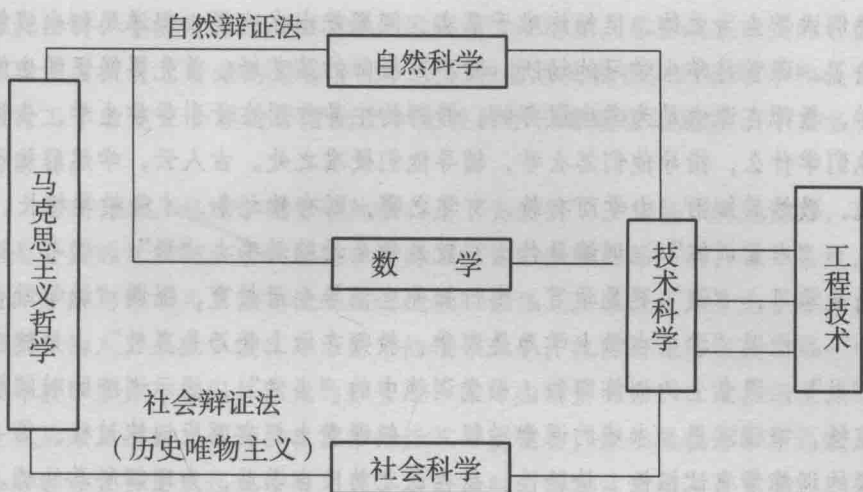 自然辩证法
自然科学
马克思主义哲学
数 学
技术科学
工程技术
社会辩证法
（历史唯物主义）
社会科学